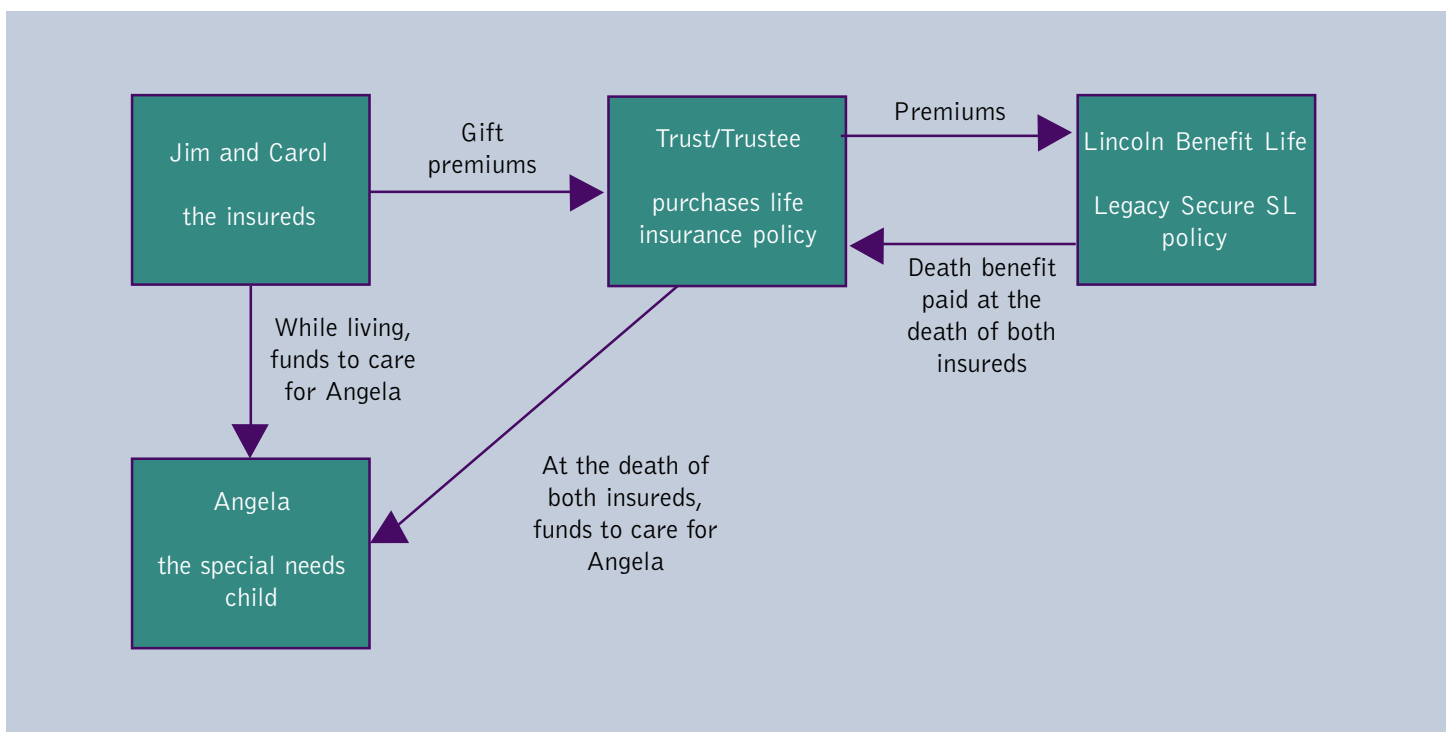 Jim and Carol
the insureds
Gift
premiums
Trust/Trustee
purchases life
insurance policy
Premiums
Lincoln Benefit Life
Legacy Secure SL
policy
Death benefit
paid at the
death of both
insureds
While living,
funds to care
for Angela
At the death of
both insureds,
funds to care for
Angela
Angela
the special needs
child